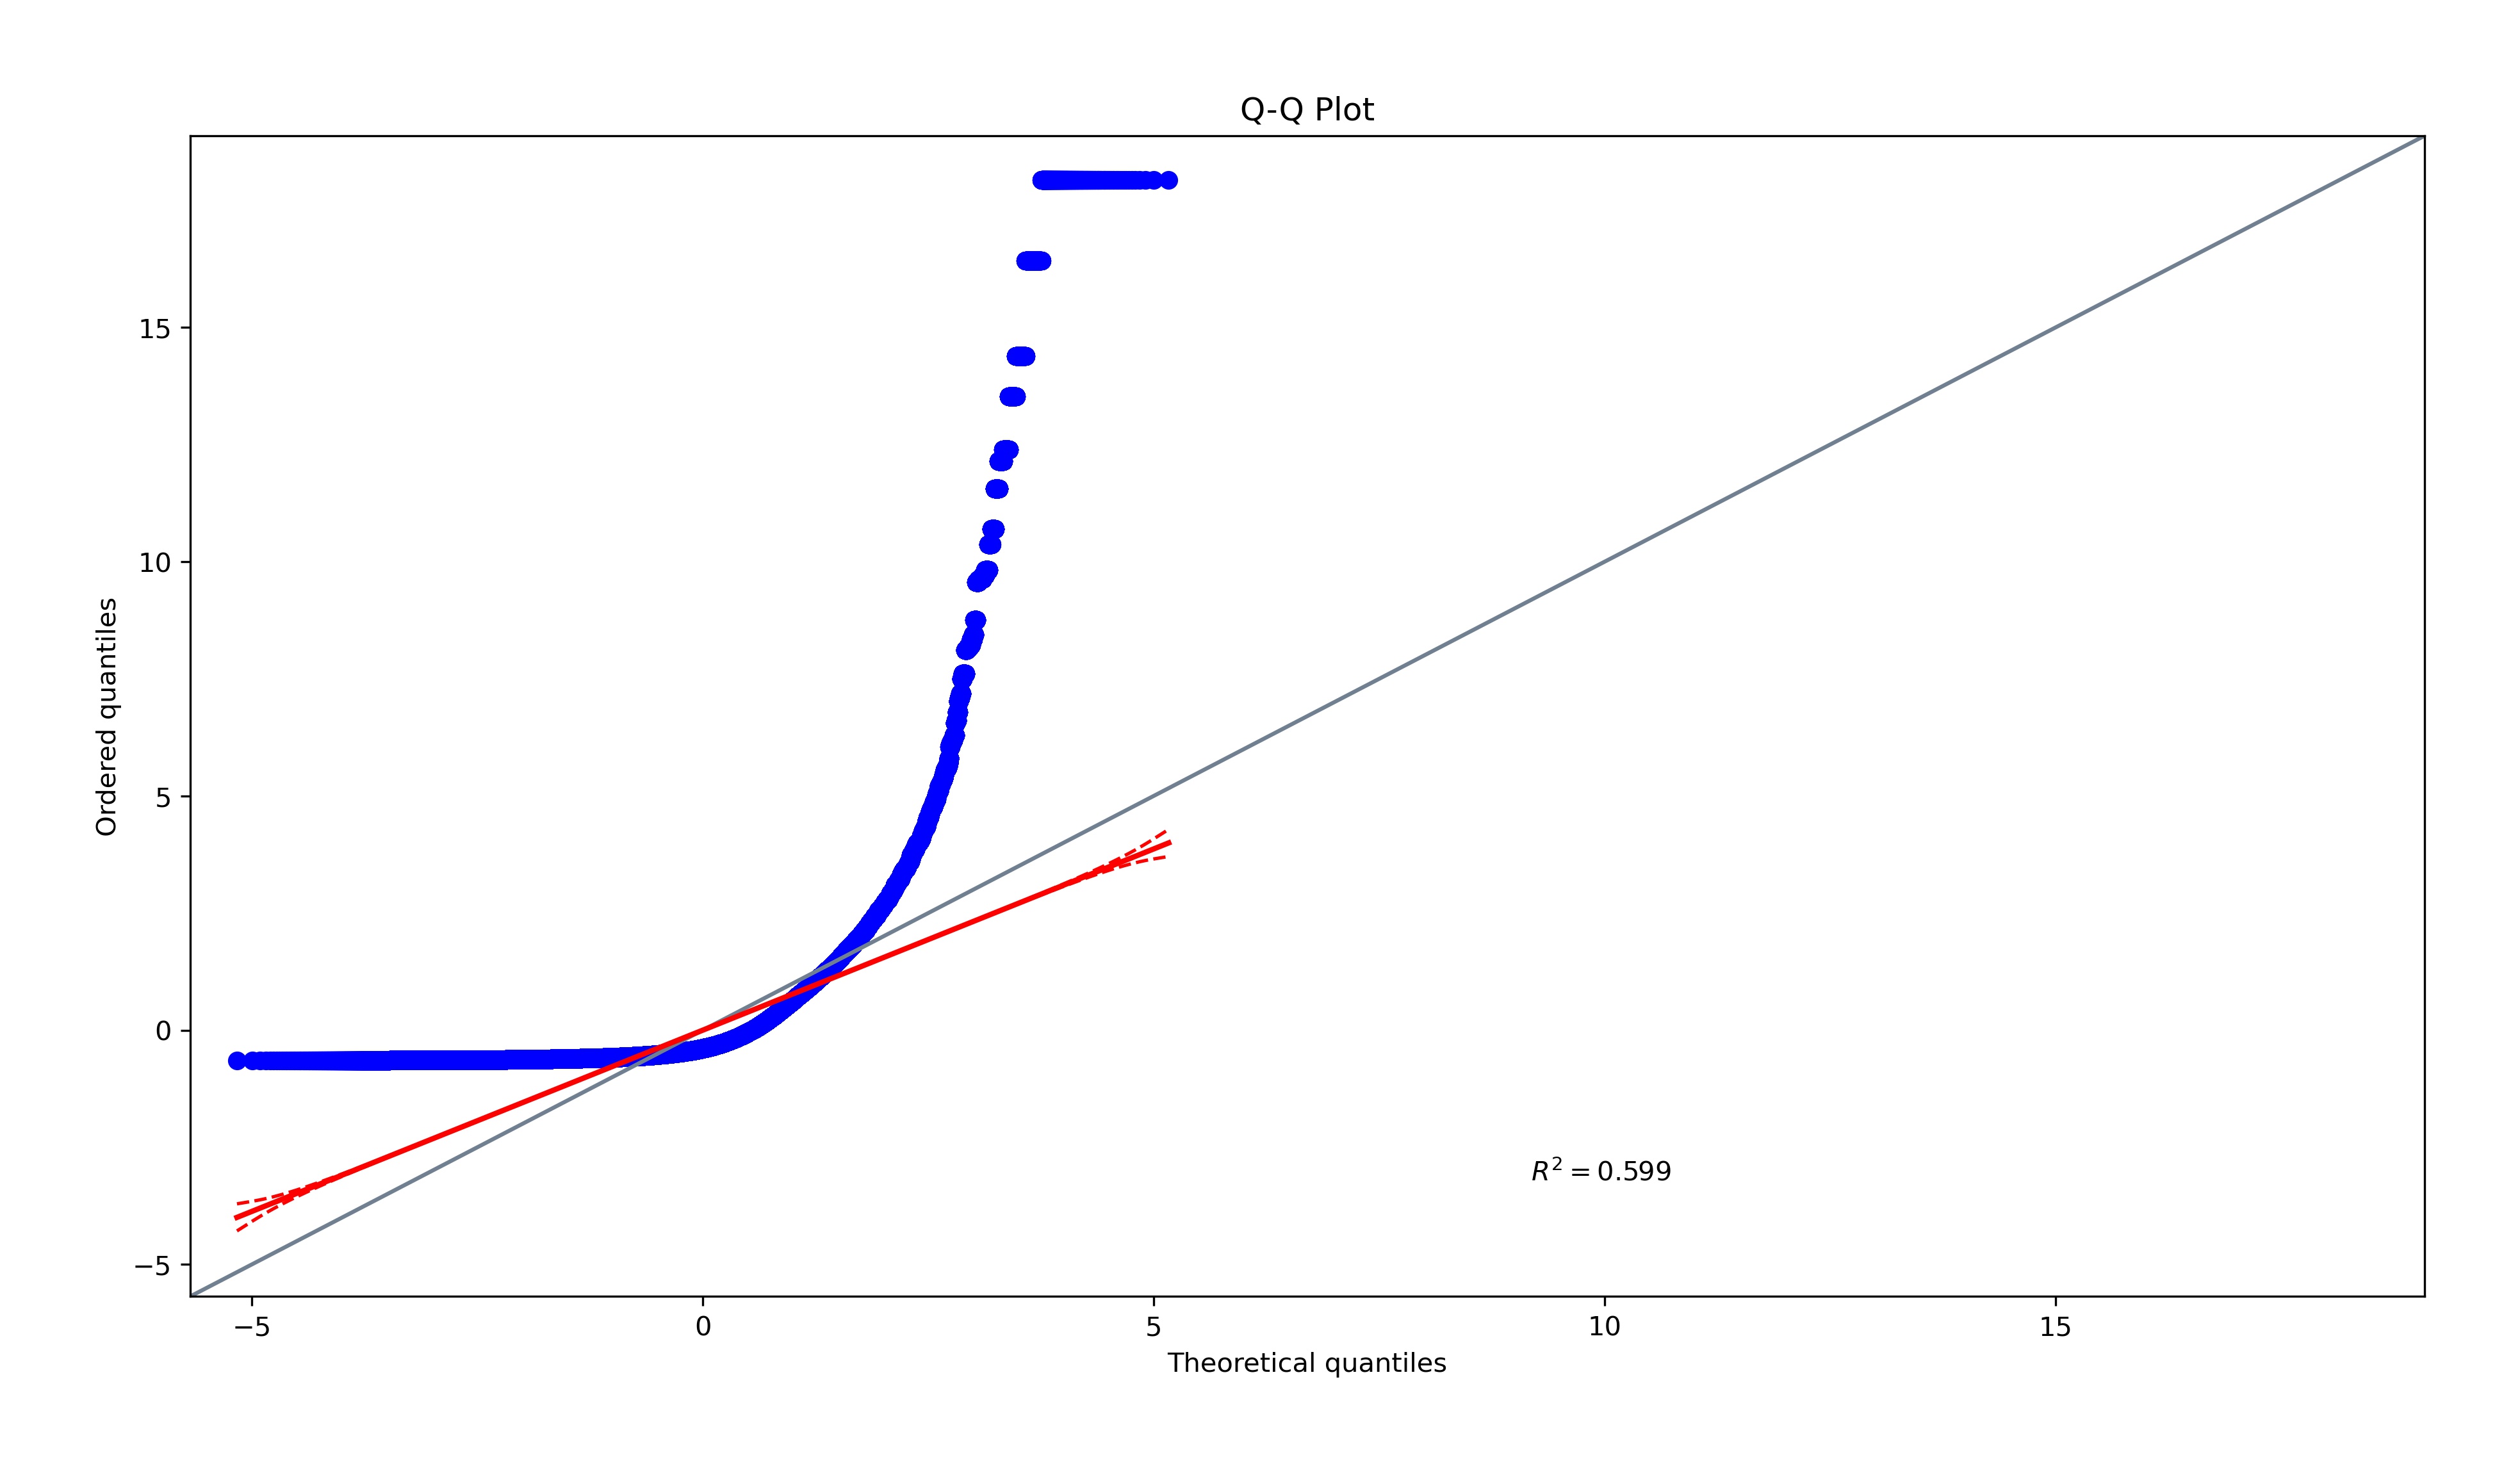 Q-Q Plot
Ordered quantiles
15
10
5
0
−5
R² = 0.599
−5 0 5 10 15
Theoretical quantiles